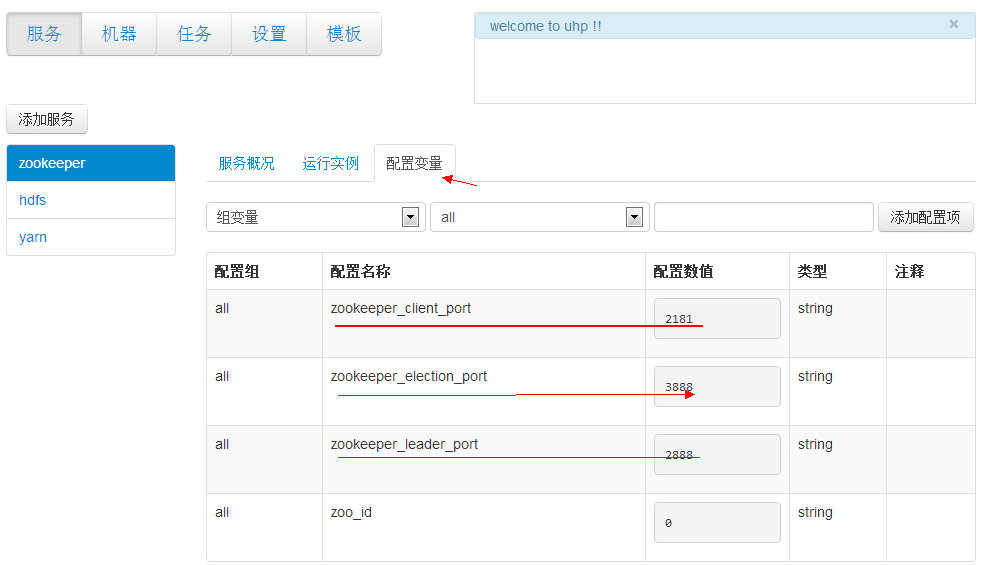 服务 机器 任务 设置 模板
welcome to uhp !! ×
添加服务
zookeeper
hdfs
yarn
服务概况 运行实例 配置变量
组变量 all 添加配置项
配置组 配置名称 配置数值 类型 注释
all zookeeper_client_port 2181 string
all zookeeper_election_port 3888 string
all zookeeper_leader_port 2888 string
all zoo_id 0 string